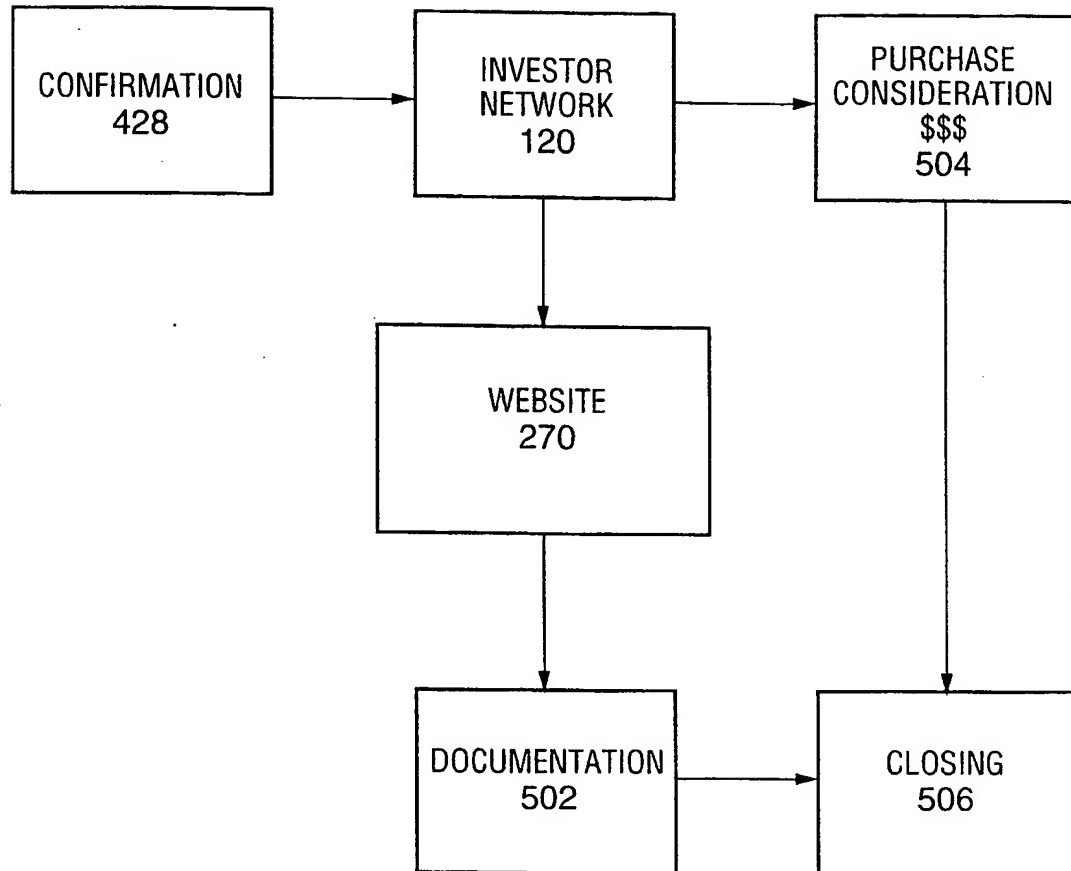 CONFIRMATION
428
INVESTOR
NETWORK
120
PURCHASE
CONSIDERATION
$$$
504
WEBSITE
270
DOCUMENTATION
502
CLOSING
506